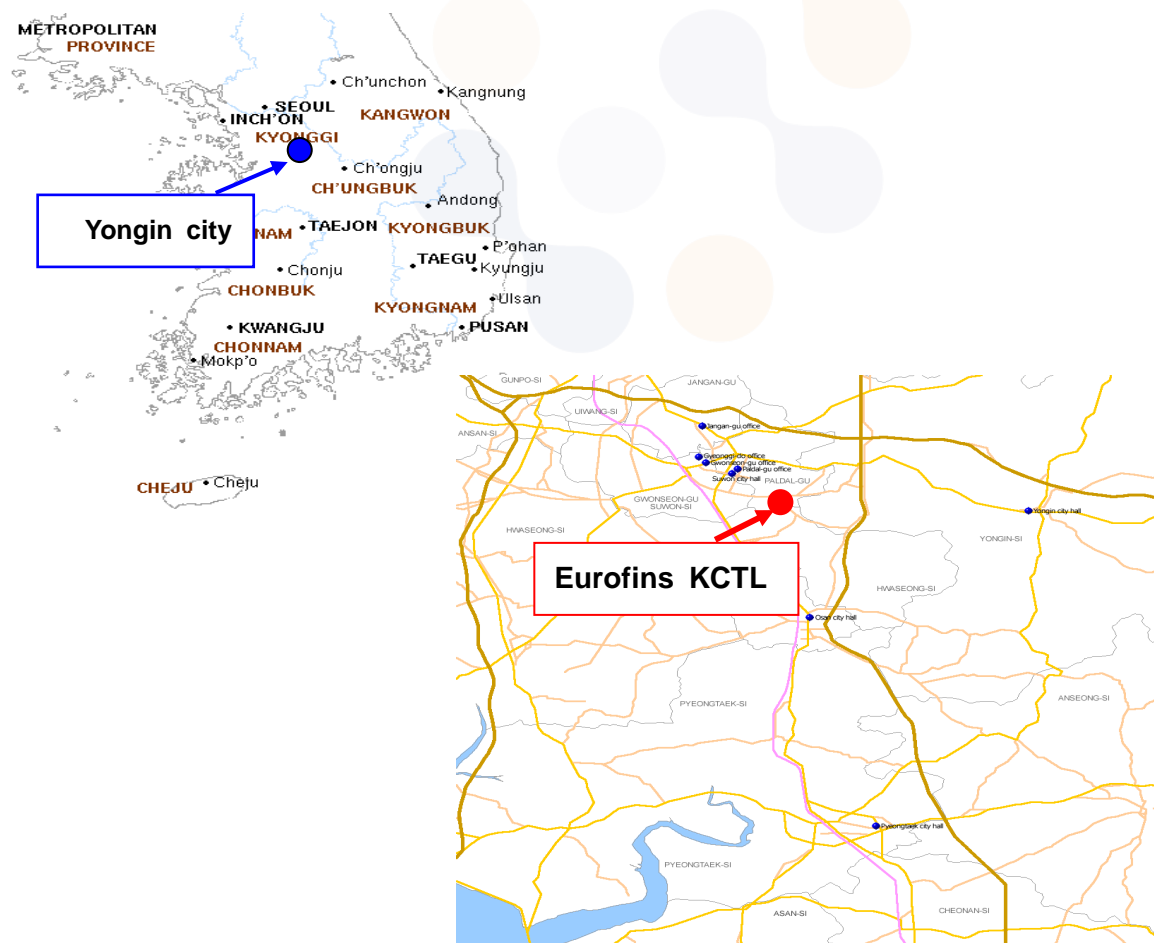 METROPOLITAN
PROVINCE
Ch'unchon
Kangnung
SEOUL
INCH'ON
KANGWON
KYONGGI
Ch'ongju
CH'UNGBUK
Andong
Yongin city
NAM
TAEJON
KYONGBUK
P'ohan
TAEGU
Kyungju
Chonju
CHONBUK
Ulsan
KYONGNAM
KWANGJU
PUSAN
CHONNAM
Mokp'o
CHEJU
Cheju
GUNPO-SI
JANGAN-GU
UIWANG-SI
Jangan-gu office
ANSAN-SI
Gyeonggi-do office
Gwonseon-gu office
Paldal-gu office
Suwon city hall
PALDAL-GU
GWONSEON-GU
SUWON-SI
Yongin city hall
HWASEONG-SI
YONGIN-SI
Eurofins KCTL
HWASEONG-SI
Osan city hall
ANSEONG-SI
PYEONGTAEK-SI
Pyeongtaek city hall
PYEONGTAEK-SI
ASAN-SI
CHEONAN-SI